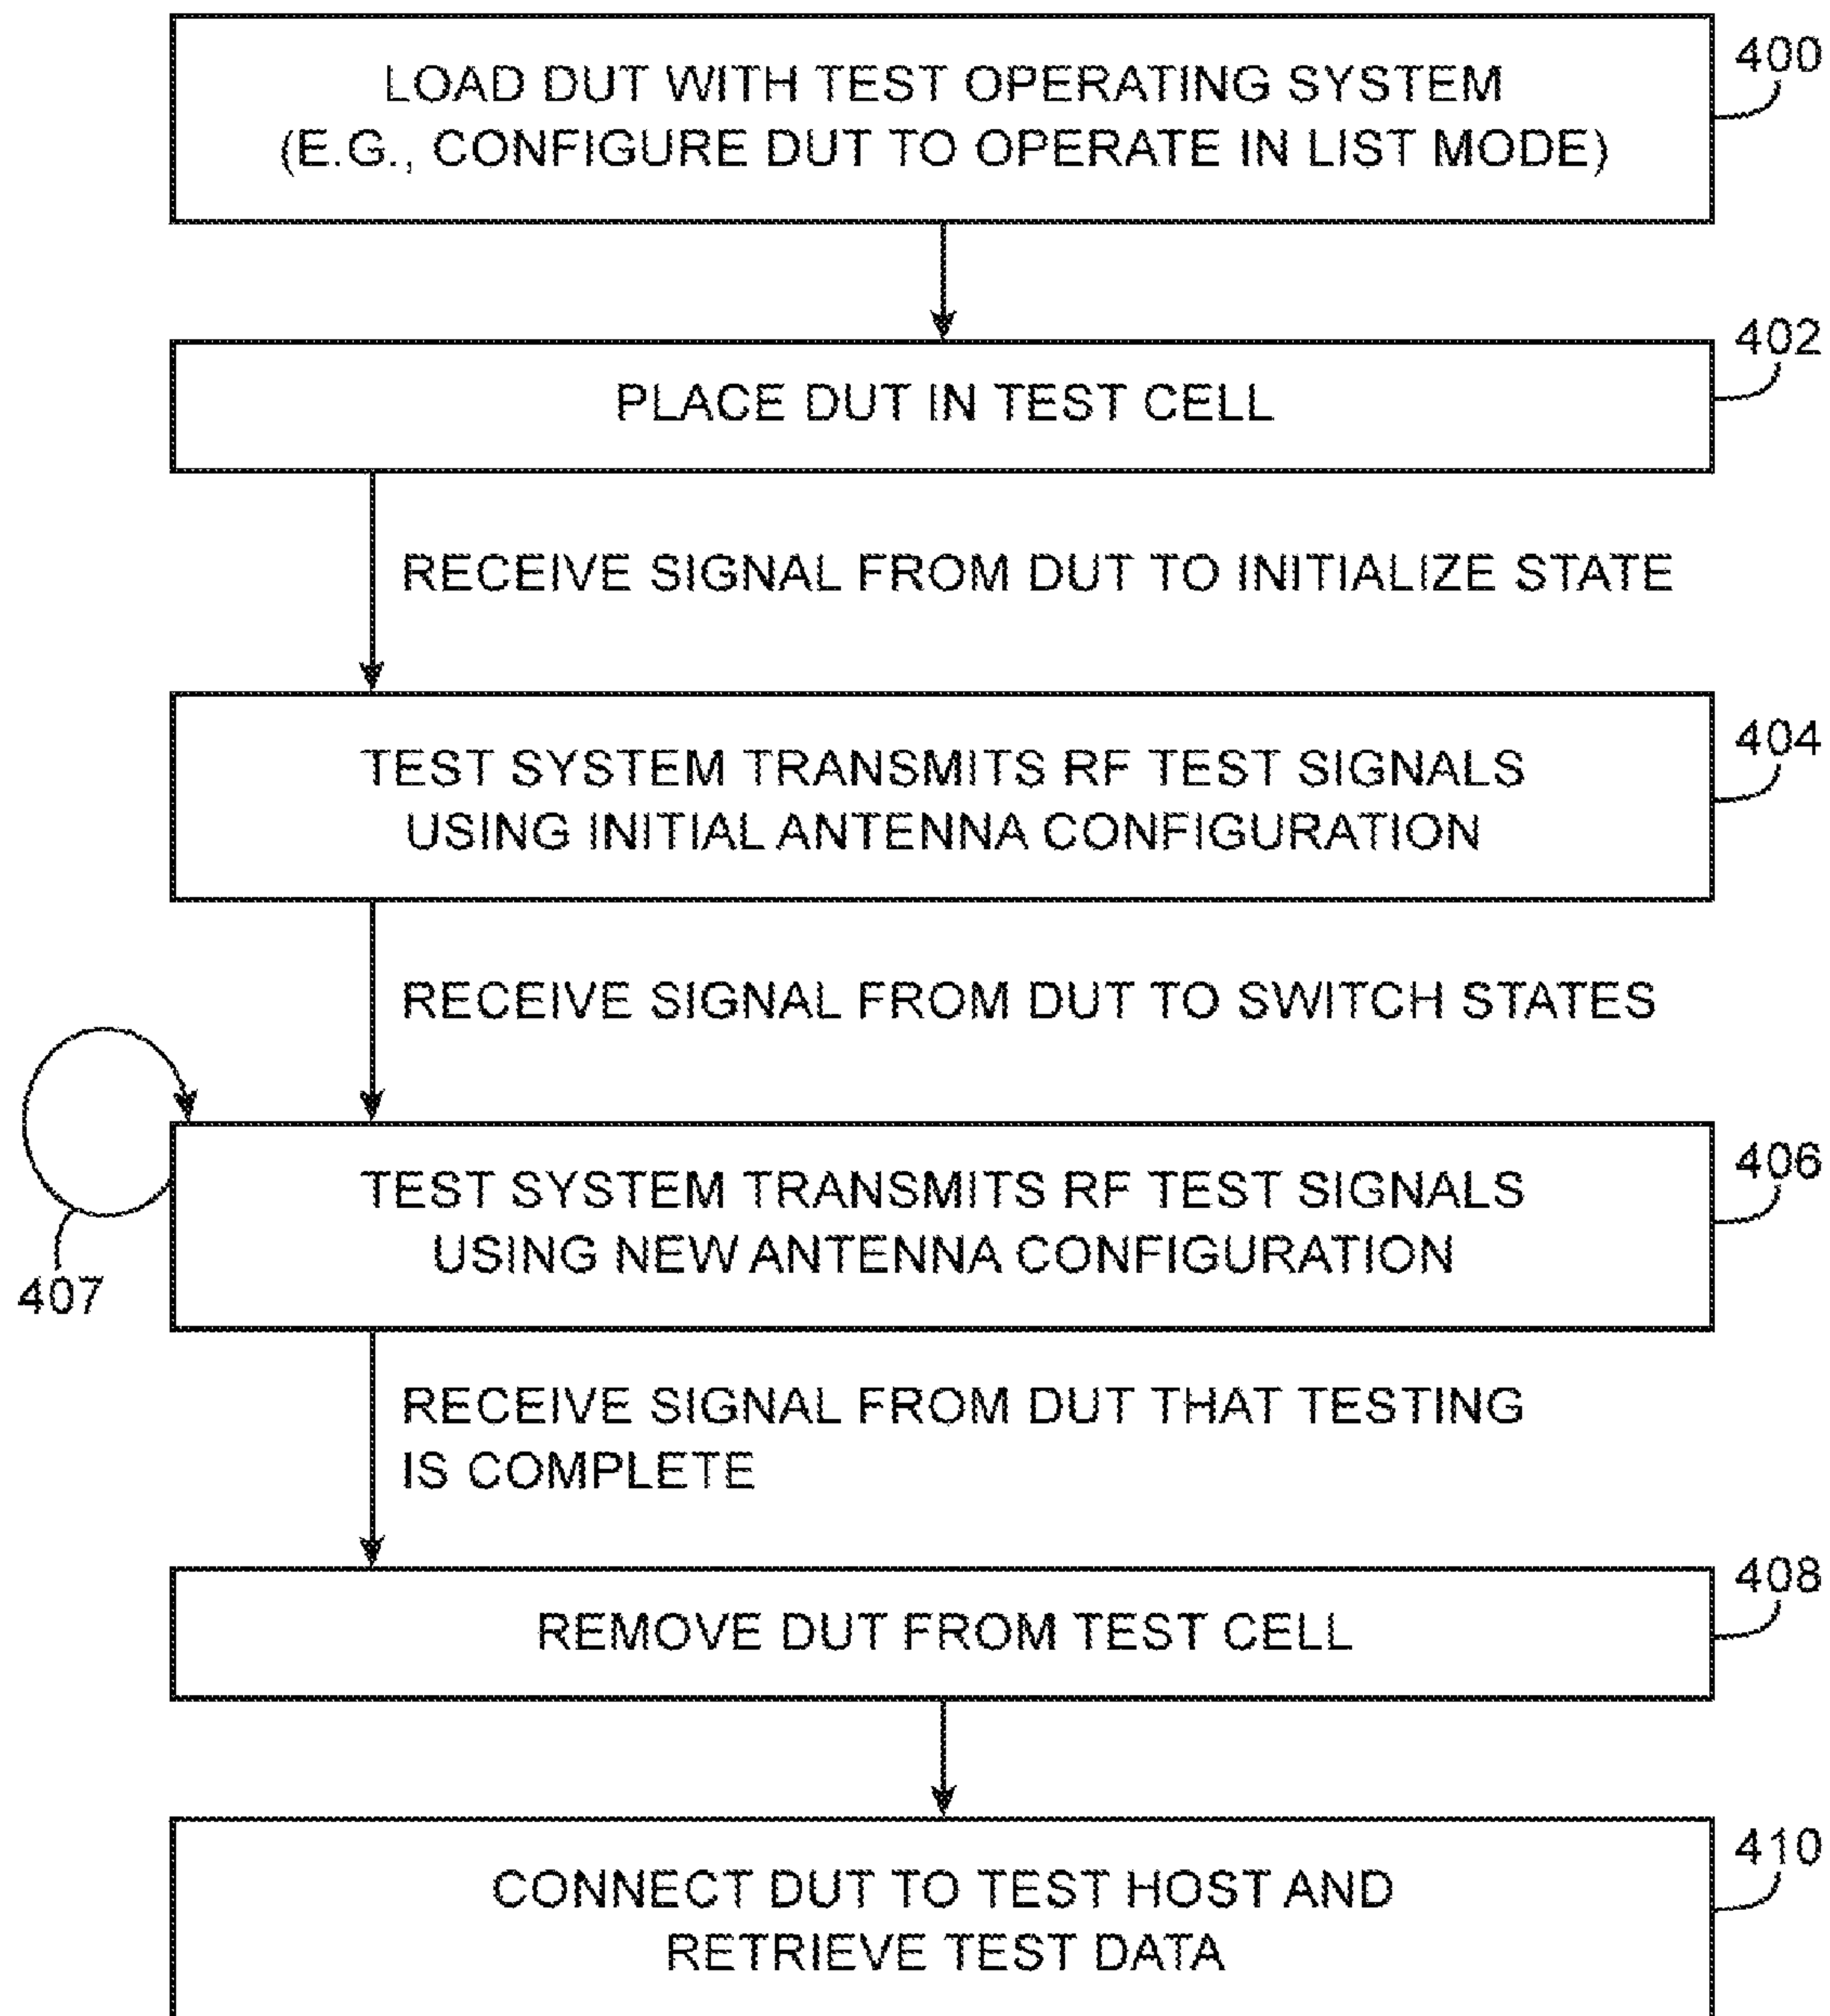 400
LOAD DUT WITH TEST OPERATING SYSTEM
(E.G., CONFIGURE DUT TO OPERATE IN LIST MODE)
402
PLACE DUT IN TEST CELL
RECEIVE SIGNAL FROM DUT TO INITIALIZE STATE
404
TEST SYSTEM TRANSMITS RF TEST SIGNALS
USING INITIAL ANTENNA CONFIGURATION
RECEIVE SIGNAL FROM DUT TO SWITCH STATES
406
TEST SYSTEM TRANSMITS RF TEST SIGNALS
USING NEW ANTENNA CONFIGURATION
407
RECEIVE SIGNAL FROM DUT THAT TESTING
IS COMPLETE
408
REMOVE DUT FROM TEST CELL
410
CONNECT DUT TO TEST HOST AND
RETRIEVE TEST DATA